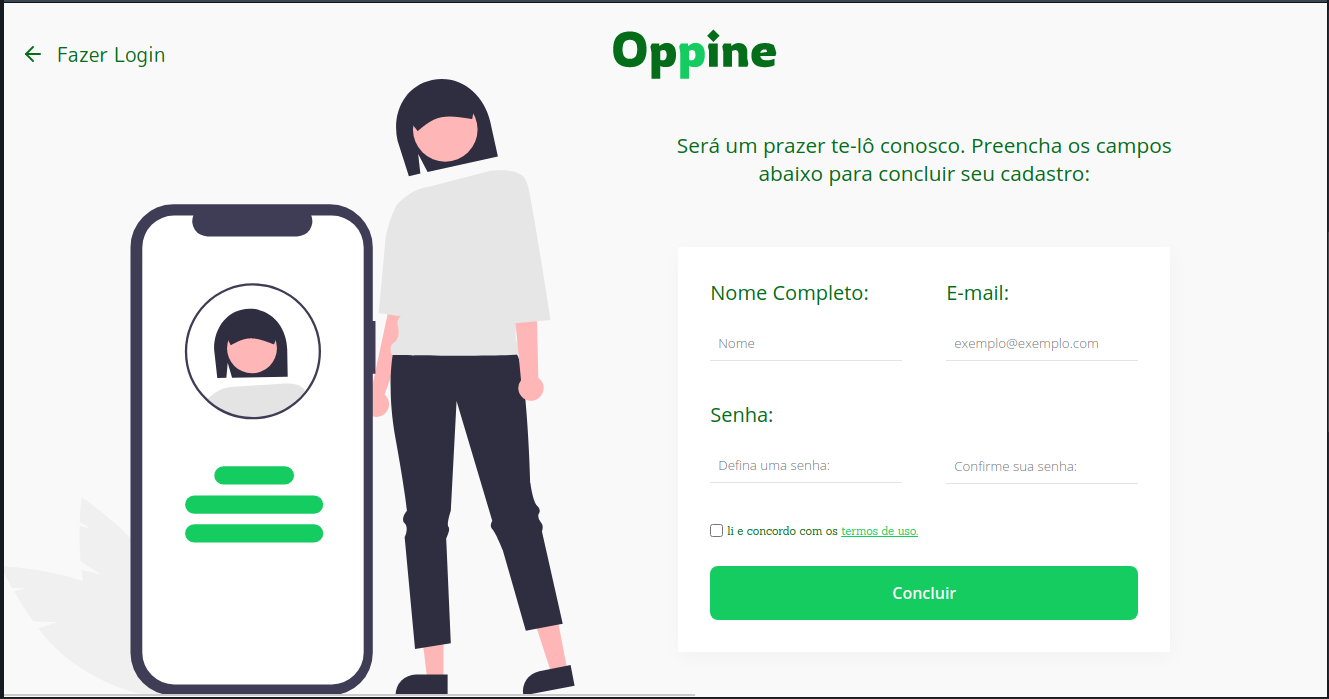 Fazer Login
Oppine
Será um prazer te-lô conosco. Preencha os campos
abaixo para concluir seu cadastro:
Nome Completo:
E-mail:
Nome
exemplo@exemplo.com
Senha:
Defina uma senha:
Confirme sua senha:
li e concordo com os termos de uso.
Concluir